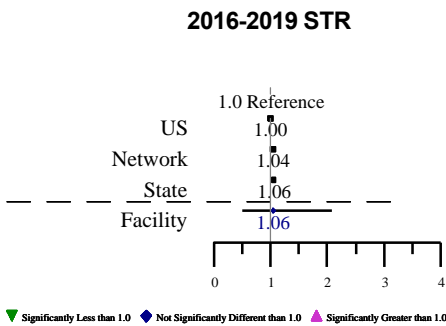 2016-2019 STR
1.0 Reference
US 1.00
Network 1.04
State 1.06
Facility 1.06
0 1 2 3 4
Significantly Less than 1.0 Not Significantly Different than 1.0 Significantly Greater than 1.0